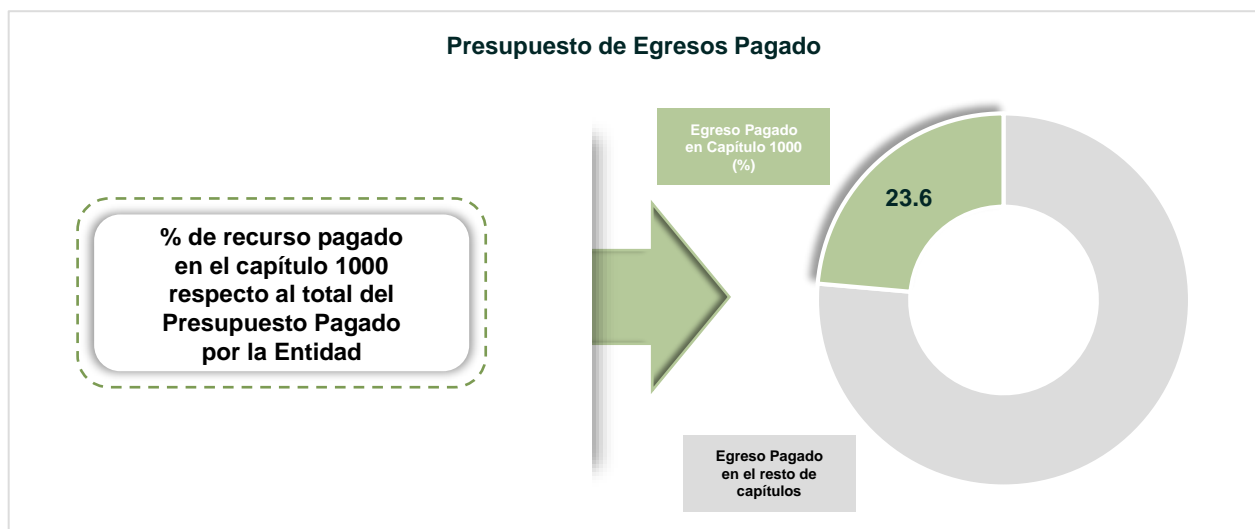 Presupuesto de Egresos Pagado
Egreso Pagado
en Capítulo 1000
(%)
23.6
% de recurso pagado
en el capítulo 1000
respecto al total del
Presupuesto Pagado
por la Entidad
Egreso Pagado
en el resto de
capítulos